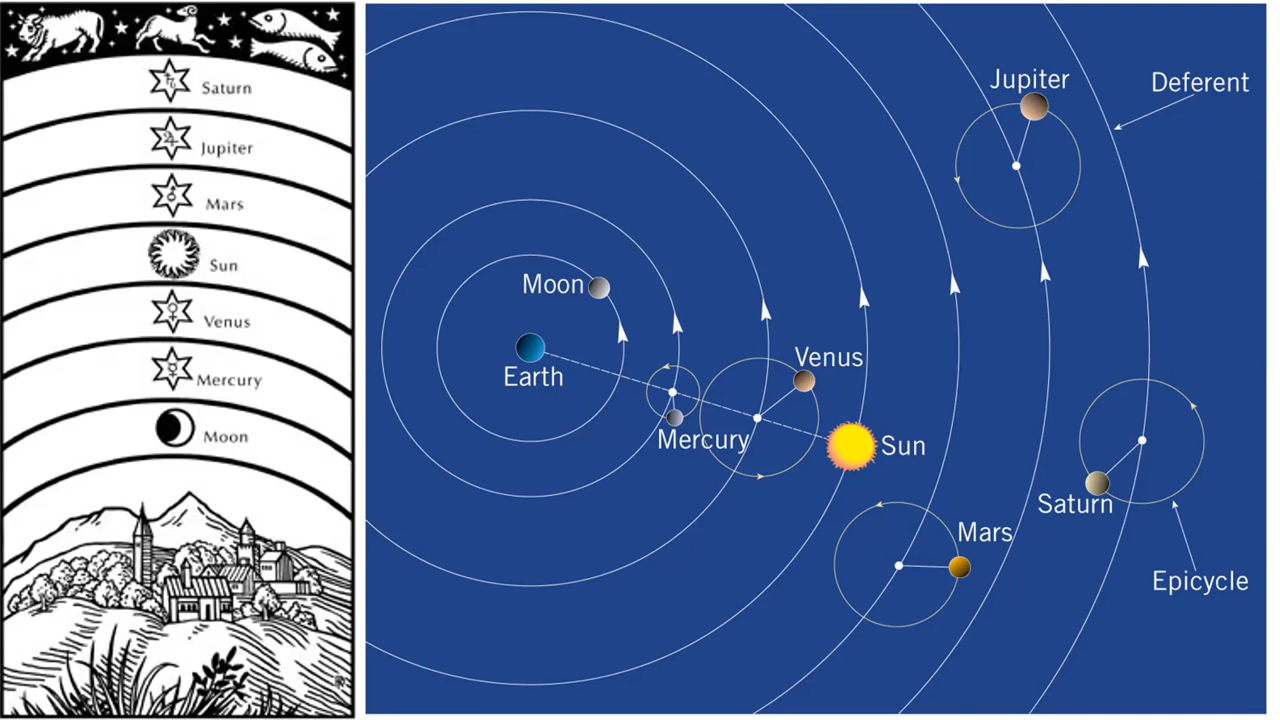 Saturn
Jupiter
Mars
Sun
Venus
Mercury
Moon
Jupiter
Deferent
Moon
Earth
Venus
Mercury
Sun
Saturn
Mars
Epicycle